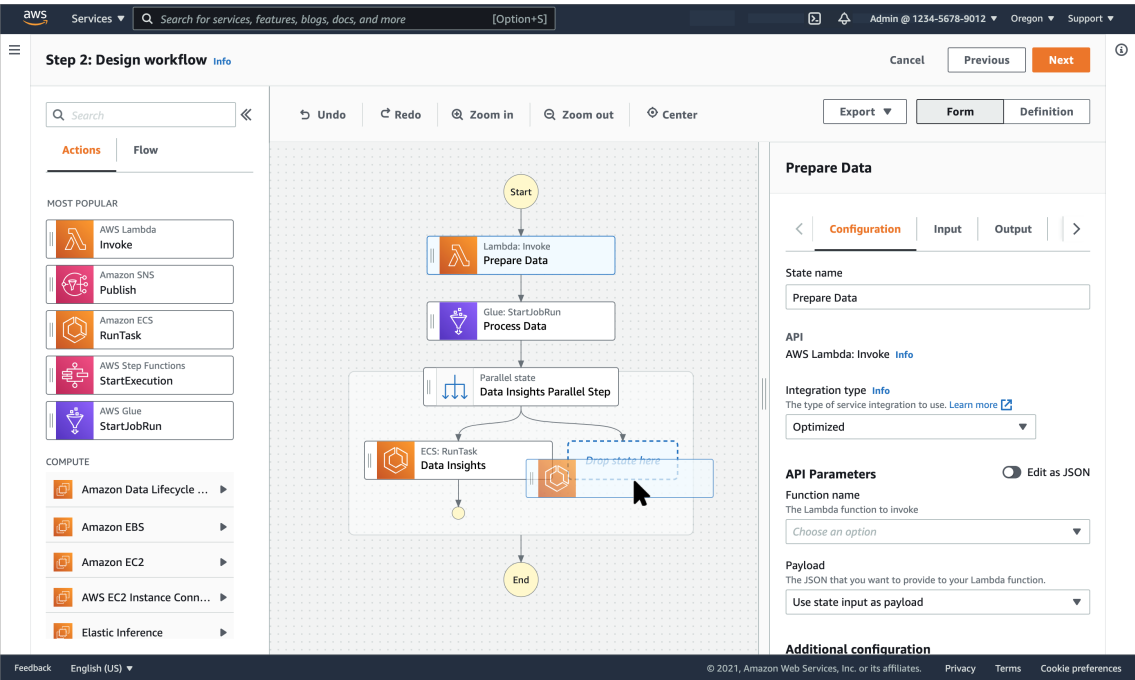 aws Services ▼ Search for services, features, blogs, docs, and more [Option+S] Admin @ 1234-5678-9012 ▼ Oregon ▼ Support ▼
Step 2: Design workflow Info
Cancel Previous Next
Search
Actions Flow
MOST POPULAR
AWS Lambda
Invoke
Amazon SNS
Publish
Amazon ECS
RunTask
AWS Step Functions
StartExecution
AWS Glue
StartJobRun
COMPUTE
Amazon Data Lifecycle ...
Amazon EBS
Amazon EC2
AWS EC2 Instance Conn...
Elastic Inference
Undo Redo Zoom in Zoom out Center
Export ▼ Form Definition
Start
Lambda: Invoke
Prepare Data
Glue: StartJobRun
Process Data
Parallel state
Data Insights Parallel Step
ECS: RunTask
Data Insights
Drop state here
End
Prepare Data
Configuration Input Output
State name
Prepare Data
API
AWS Lambda: Invoke Info
Integration type Info
The type of service integration to use. Learn more
Optimized
API Parameters Edit as JSON
Function name
The Lambda function to invoke
Choose an option
Payload
The JSON that you want to provide to your Lambda function.
Use state input as payload
Additional configuration
Feedback English (US) ▼ © 2021, Amazon Web Services, Inc. or its affiliates. Privacy Terms Cookie preferences